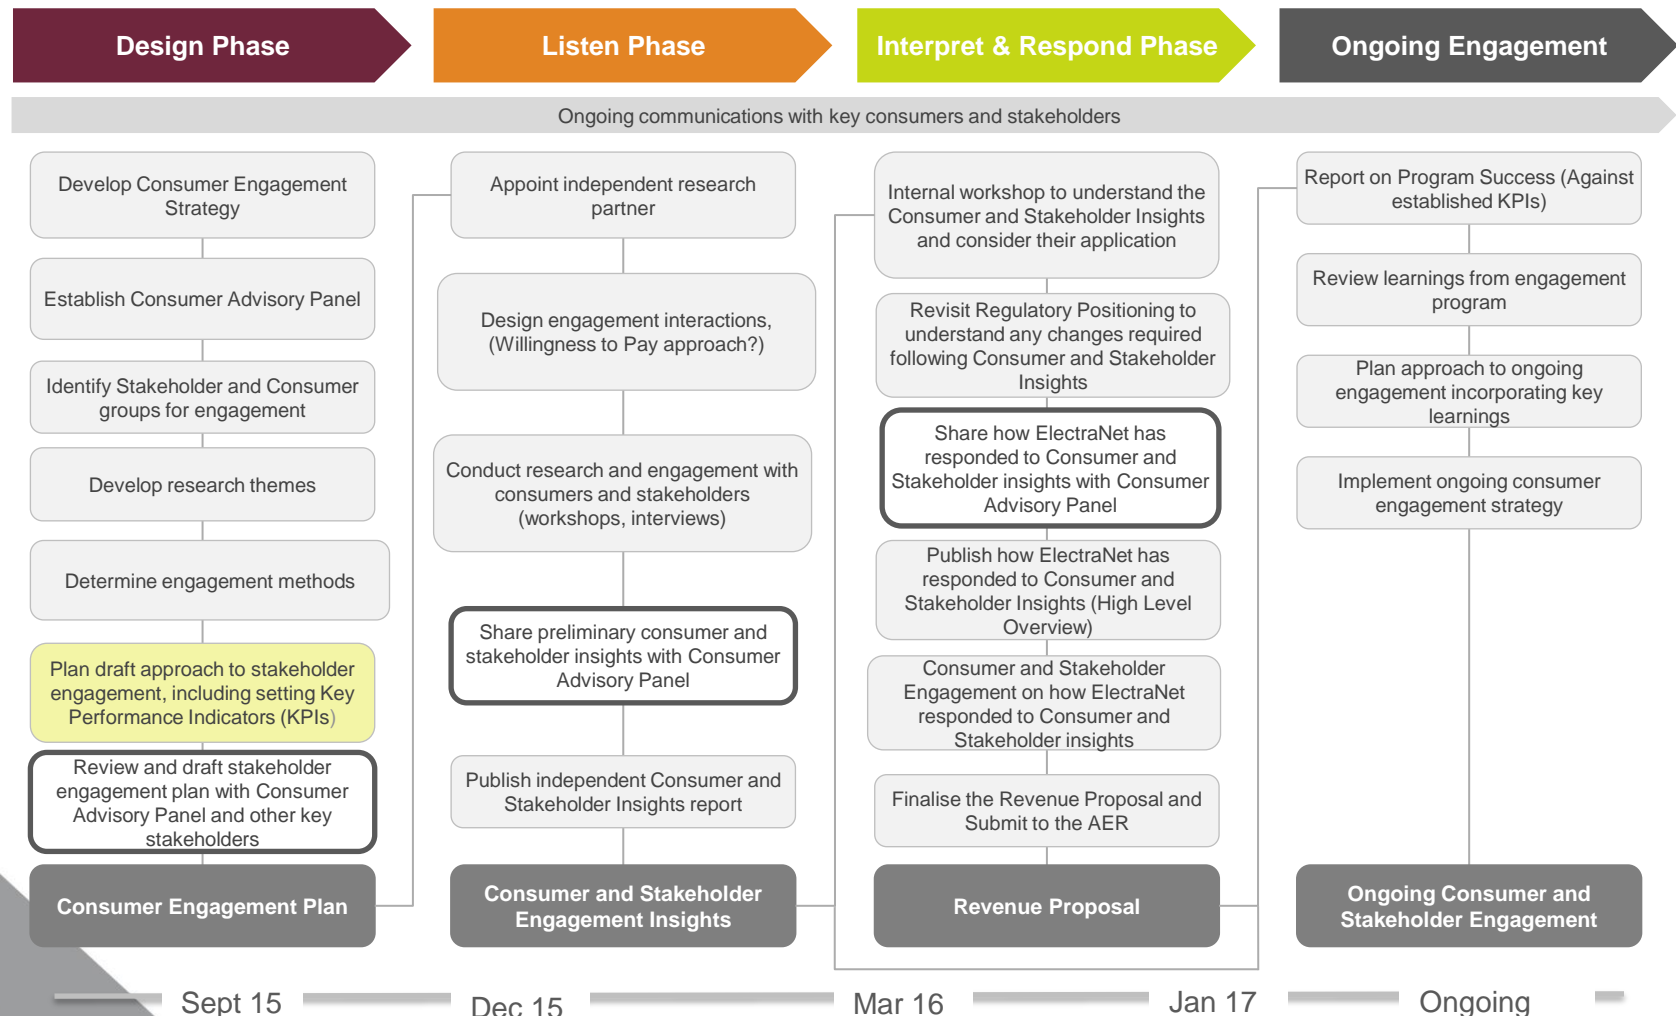 Design Phase
Listen Phase
Interpret & Respond Phase
Ongoing Engagement
Ongoing communications with key consumers and stakeholders
Develop Consumer Engagement
Strategy
Establish Consumer Advisory Panel
Identify Stakeholder and Consumer
groups for engagement
Develop research themes
Determine engagement methods
Plan draft approach to stakeholder
engagement, including setting Key
Performance Indicators (KPIs)
Review and draft stakeholder
engagement plan with Consumer
Advisory Panel and other key
stakeholders
Consumer Engagement Plan
Appoint independent research
partner
Design engagement interactions,
(Willingness to Pay approach?)
Conduct research and engagement with
consumers and stakeholders
(workshops, interviews)
Share preliminary consumer and
stakeholder insights with Consumer
Advisory Panel
Publish independent Consumer and
Stakeholder Insights report
Consumer and Stakeholder
Engagement Insights
Internal workshop to understand the
Consumer and Stakeholder Insights
and consider their application
Revisit Regulatory Positioning to
understand any changes required
following Consumer and Stakeholder
Insights
Share how ElectraNet has
responded to Consumer and
Stakeholder insights with Consumer
Advisory Panel
Publish how ElectraNet has
responded to Consumer and
Stakeholder Insights (High Level
Overview)
Consumer and Stakeholder
Engagement on how ElectraNet
responded to Consumer and
Stakeholder insights
Finalise the Revenue Proposal and
Submit to the AER
Revenue Proposal
Report on Program Success (Against
established KPIs)
Review learnings from engagement
program
Plan approach to ongoing
engagement incorporating key
learnings
Implement ongoing consumer
engagement strategy
Ongoing Consumer and
Stakeholder Engagement
Sept 15
Dec 15
Mar 16
Jan 17
Ongoing